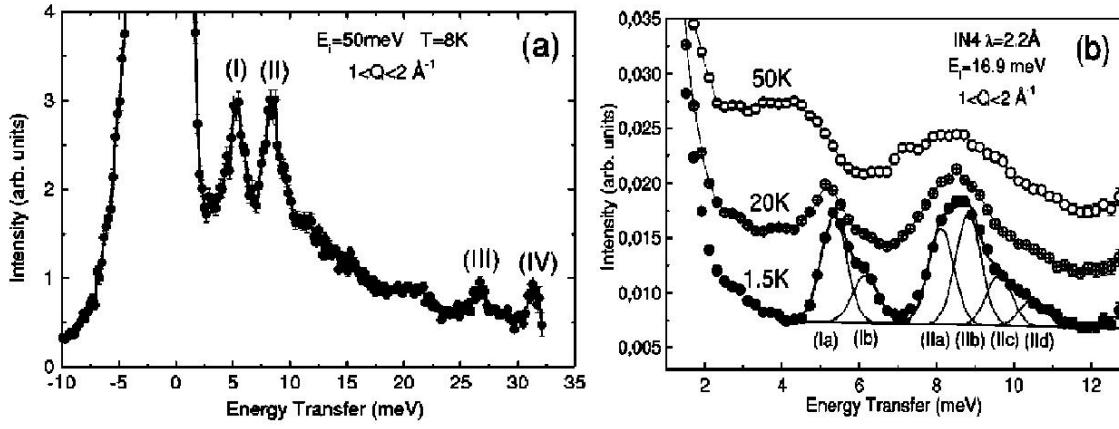 (a)
E_i=50meV T=8K
1<Q<2 Å⁻¹
(I)
(II)
(III)
(IV)
4
3
2
1
0
Intensity (arb. units)
-10 -5 0 5 10 15 20 25 30 35
Energy Transfer (meV)
(b)
IN4 λ=2.2Å
E_i=16.9 meV
1<Q<2 Å⁻¹
50K
20K
1.5K
(Ia) (Ib) (IIa) (IIb) (IIc) (IId)
0,035
0,030
0,025
0,020
0,015
0,010
0,005
Intensity (arb. units)
2 4 6 8 10 12
Energy Transfer (meV)